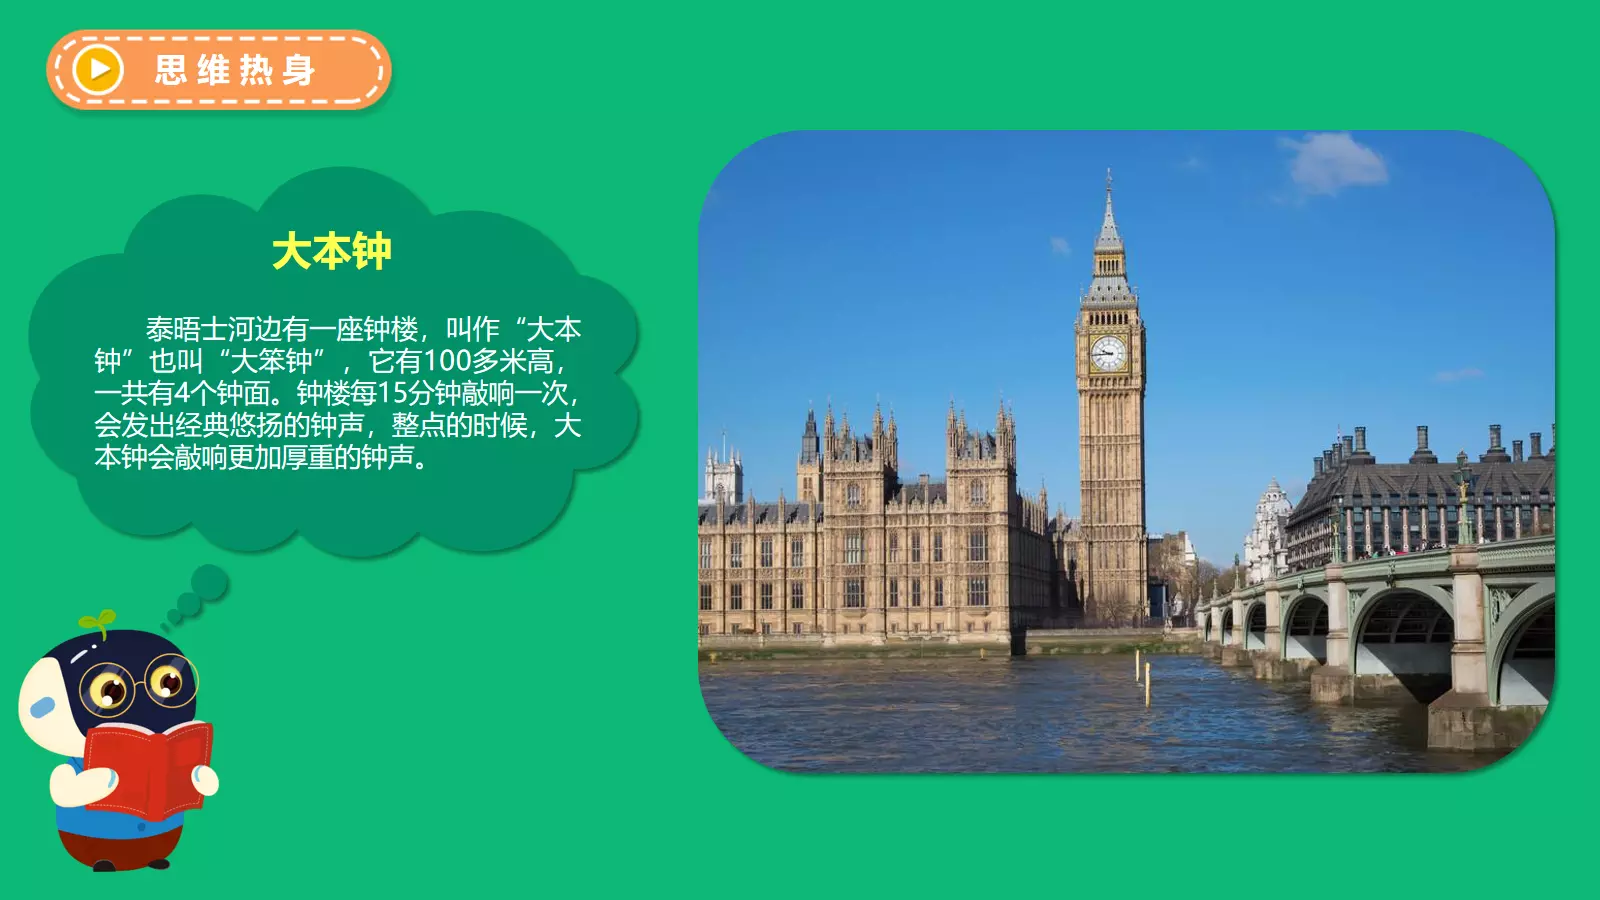 思维热身
大本钟
泰晤士河边有一座钟楼，叫作“大本
钟”也叫“大笨钟”，它有100多米高，
一共有4个钟面。钟楼每15分钟敲响一次，
会发出经典悠扬的钟声，整点的时候，大
本钟会敲响更加厚重的钟声。